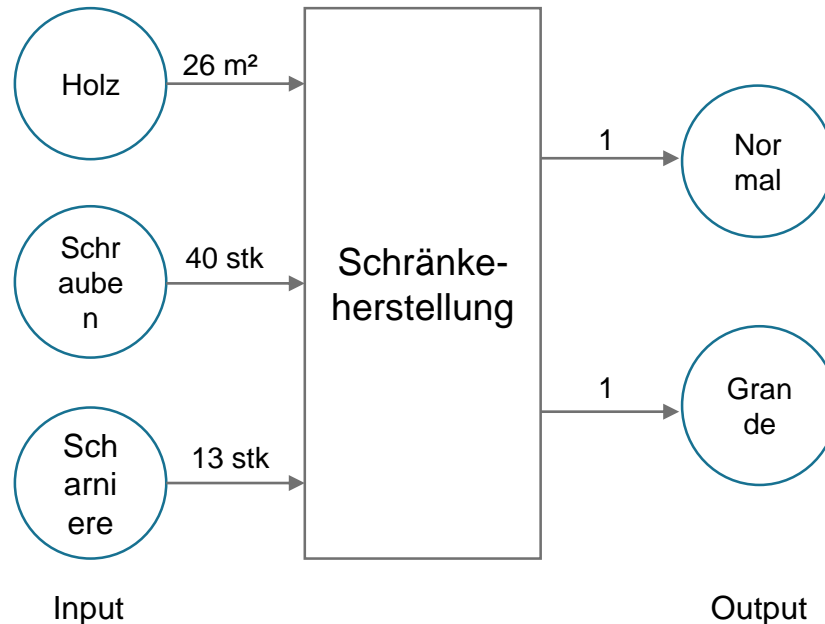 Holz
26 m²
Schr
aube
n
40 stk
Sch
arni
ere
13 stk
Schränke-
herstellung
1
Nor
mal
1
Gran
de
Input
Output